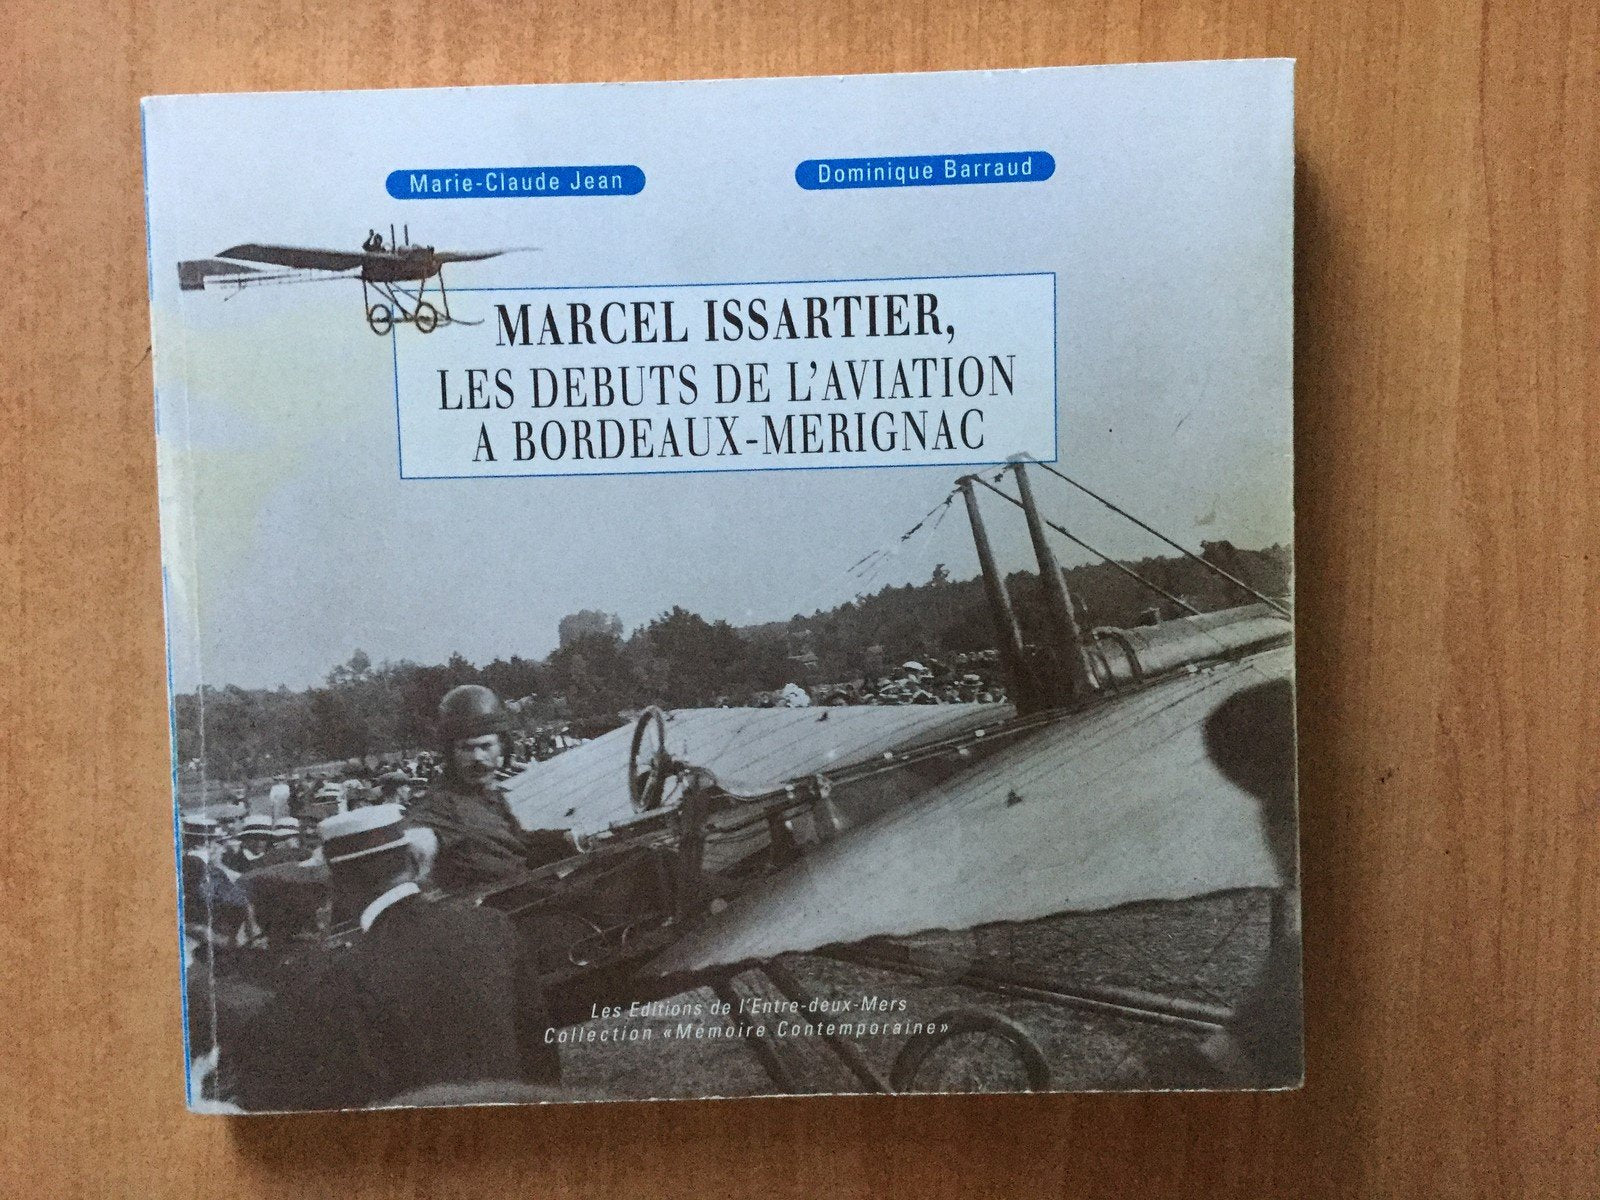 Marie-Claude Jean
Dominique Barraud
MARCEL ISSARTIER,
LES DEBUTS DE L'AVIATION
A BORDEAUX-MERIGNAC
Les Editions de l'Entre-deux-Mers
Collection «Mémoire Contemporaine»